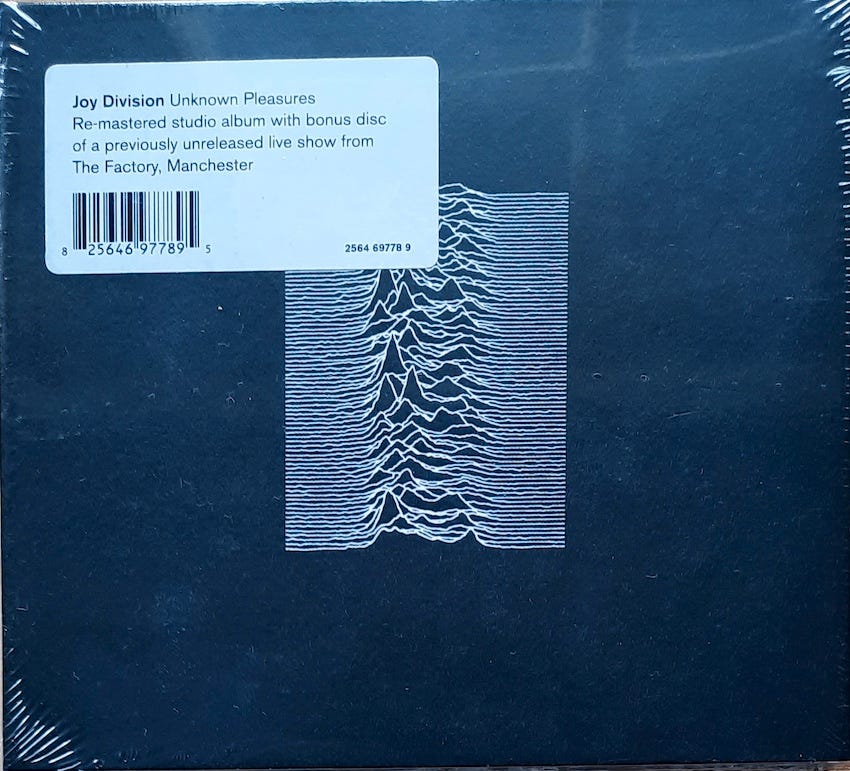 Joy Division Unknown Pleasures
Re-mastered studio album with bonus disc
of a previously unreleased live show from
The Factory, Manchester
8 25646 97789 5
2564 69778 9